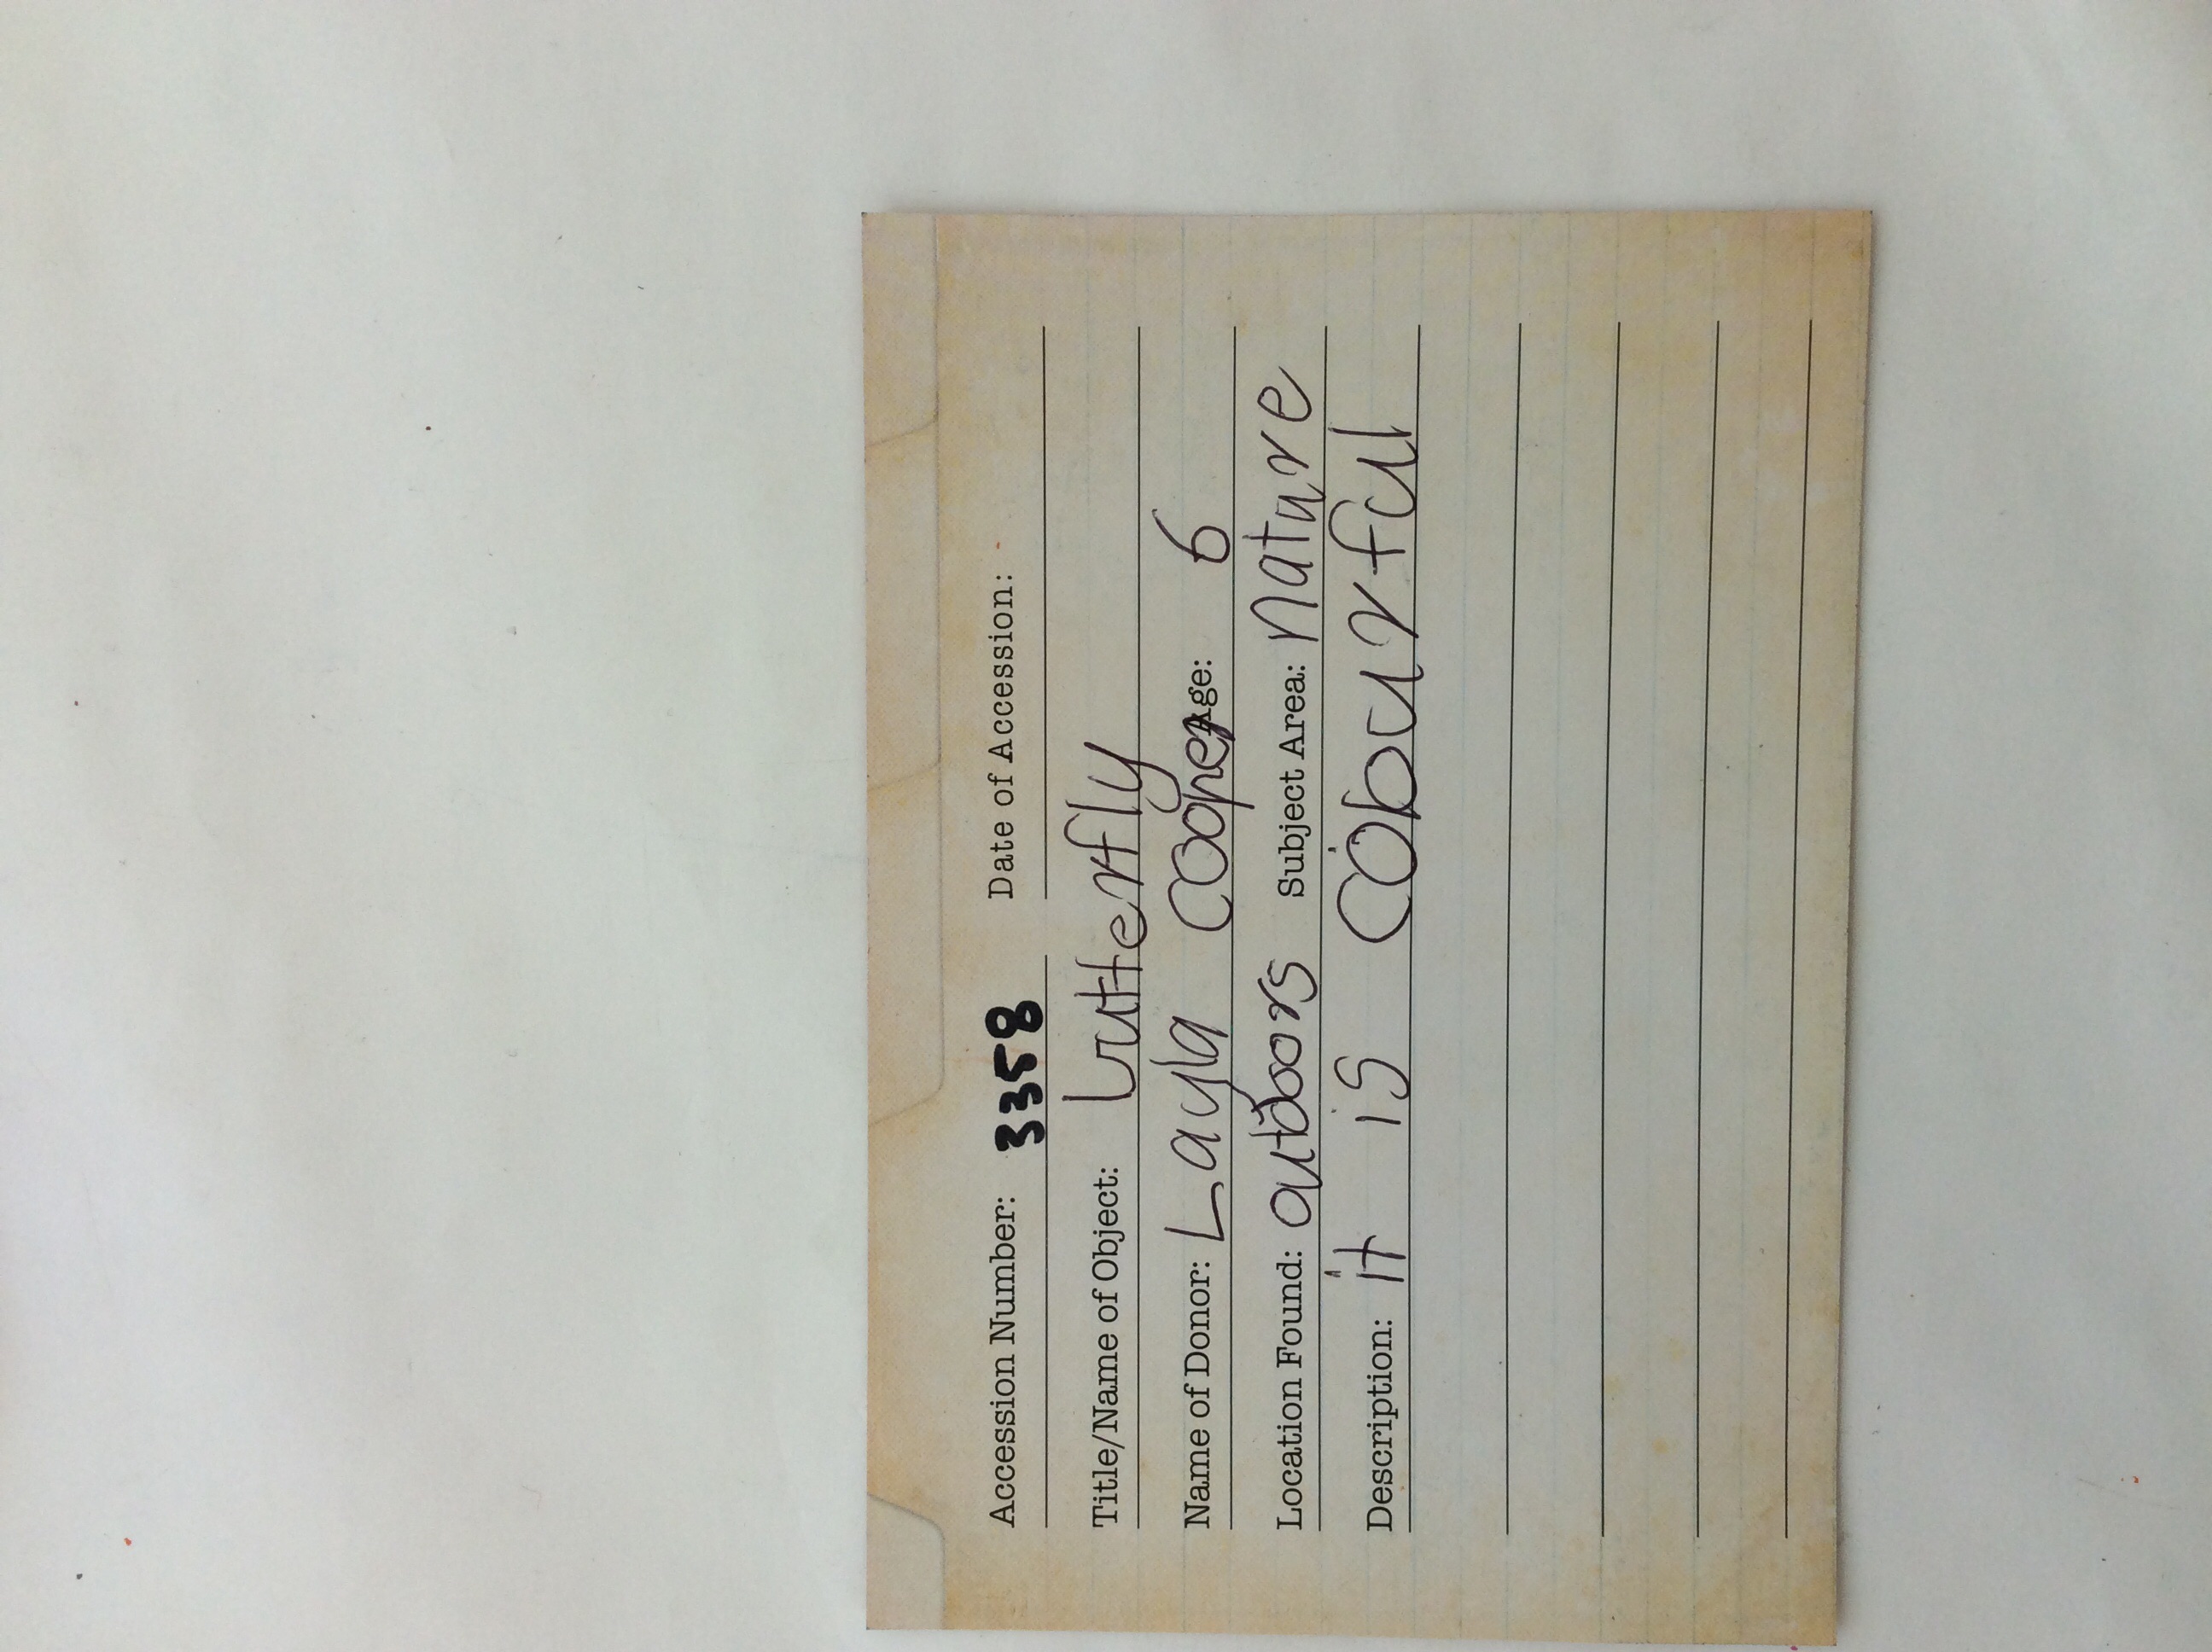 Accession Number: 3358 Date of Accession:
Title/Name of Object: butterfly
Name of Donor: Layla cooper Age: 6
Location Found: outdoors Subject Area: nature
Description: it is colourful